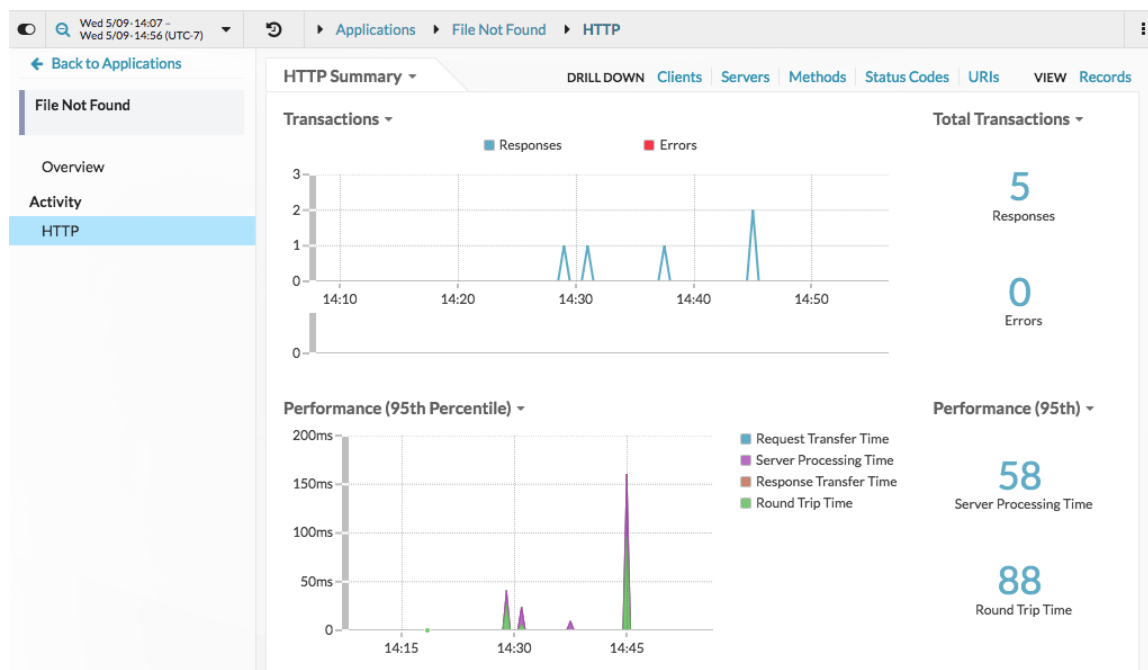 Wed 5/09-14:07 –
Wed 5/09-14:56 (UTC-7)
Applications
File Not Found
HTTP
Back to Applications
File Not Found
Overview
Activity
HTTP
HTTP Summary
DRILL DOWN Clients Servers Methods Status Codes URIs VIEW Records
Transactions
Responses Errors
3
2
1
0
14:10 14:20 14:30 14:40 14:50
0
Total Transactions
5
Responses
0
Errors
Performance (95th Percentile)
200ms
150ms
100ms
50ms
0
14:15 14:30 14:45
Request Transfer Time
Server Processing Time
Response Transfer Time
Round Trip Time
Performance (95th)
58
Server Processing Time
88
Round Trip Time